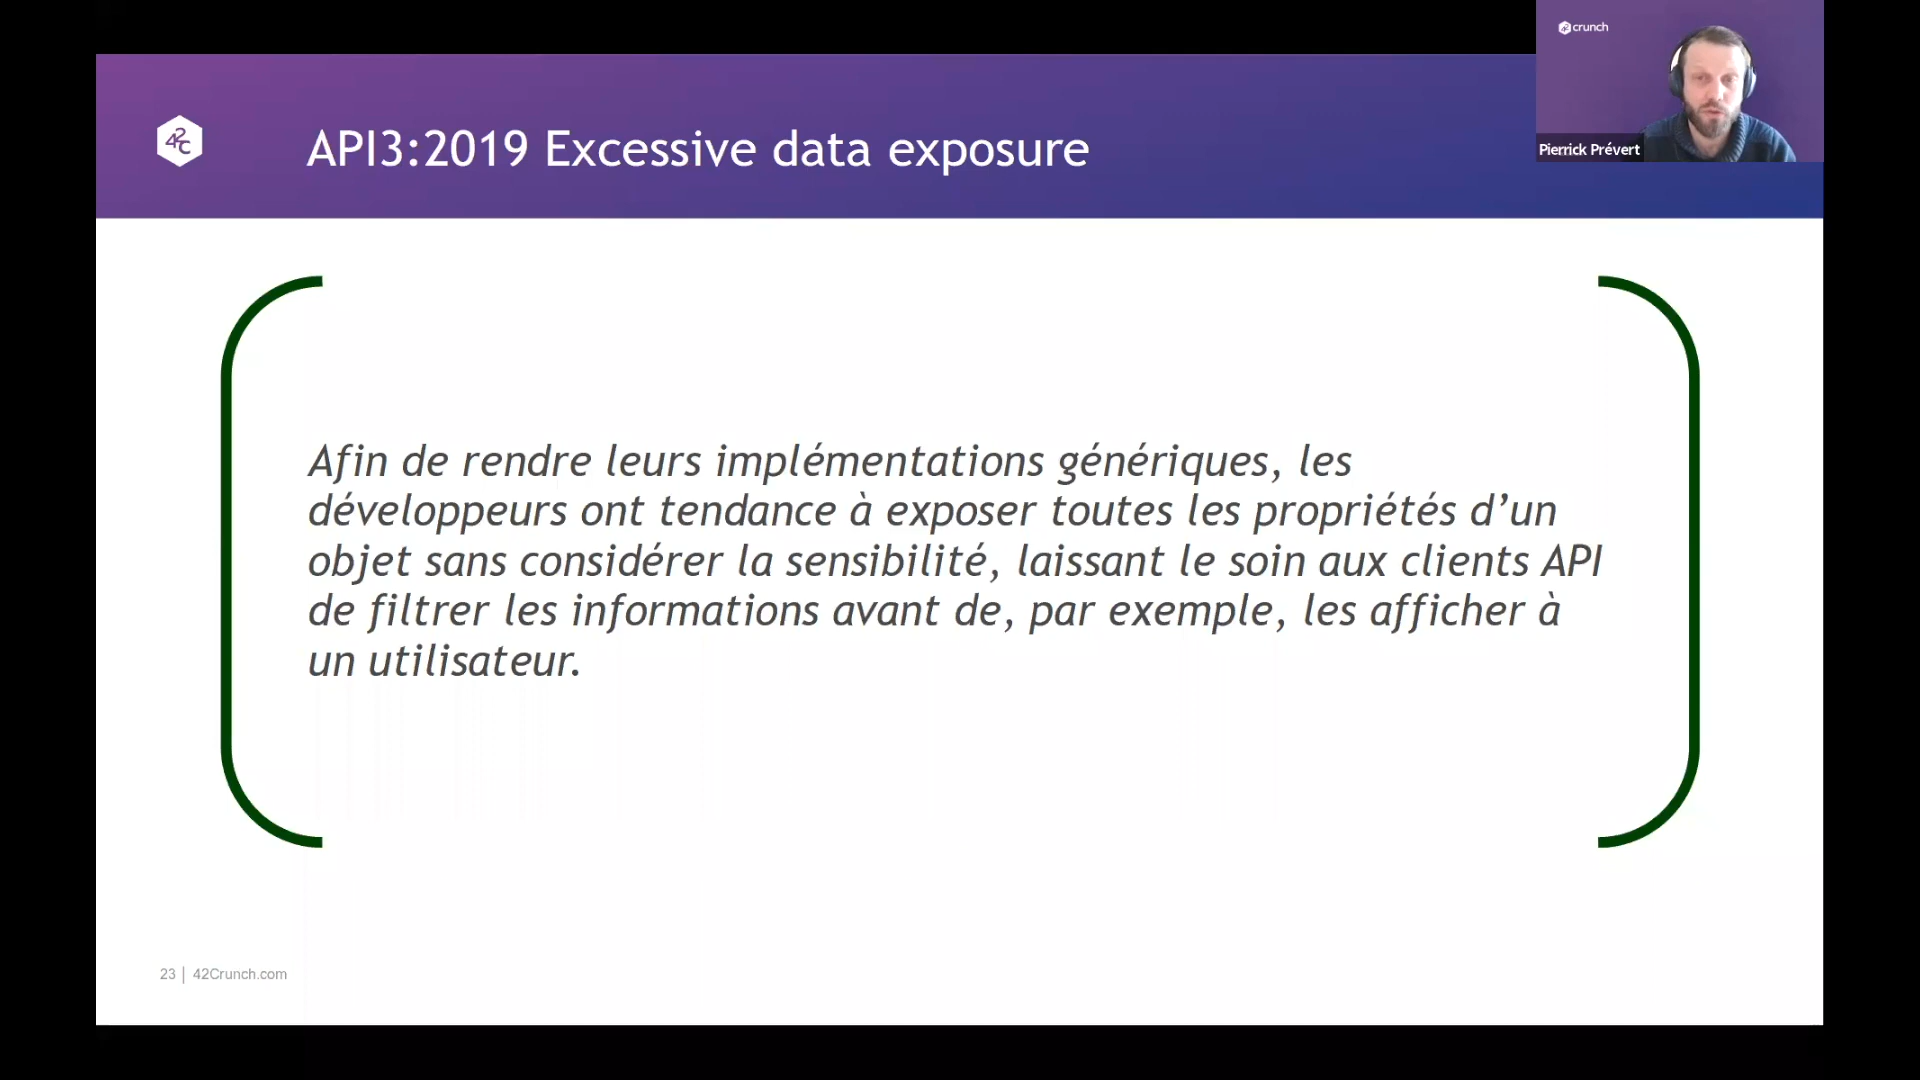 crunch
Pierrick Prévert
42c
API3:2019 Excessive data exposure
Afin de rendre leurs implémentations génériques, les
développeurs ont tendance à exposer toutes les propriétés d’un
objet sans considérer la sensibilité, laissant le soin aux clients API
de filtrer les informations avant de, par exemple, les afficher à
un utilisateur.
23 | 42Crunch.com